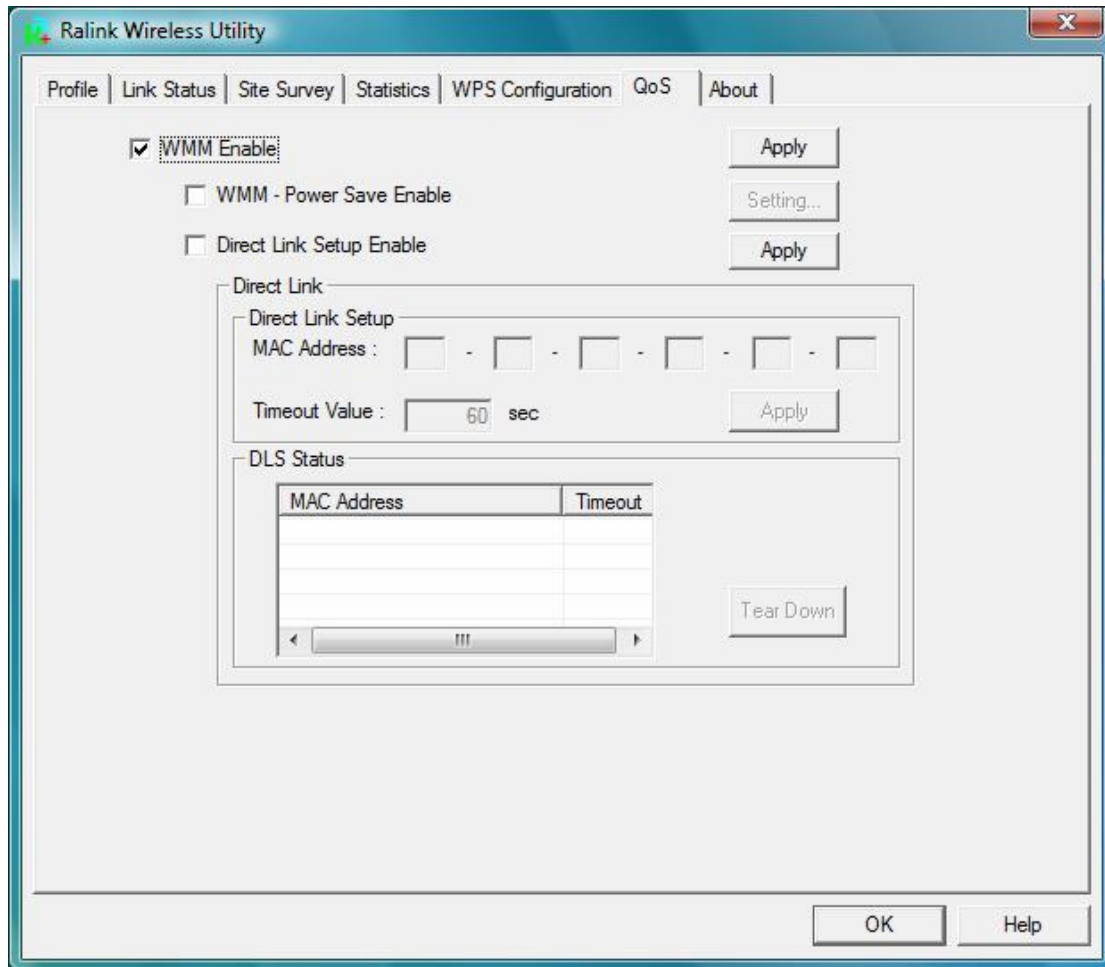 Ralink Wireless Utility
Profile Link Status Site Survey Statistics WPS Configuration QoS About
WMM Enable Apply
WMM - Power Save Enable Setting...
Direct Link Setup Enable Apply
Direct Link
Direct Link Setup
MAC Address : - - - - -
Timeout Value : 60 sec Apply
DLS Status
MAC Address Timeout
Tear Down
OK Help